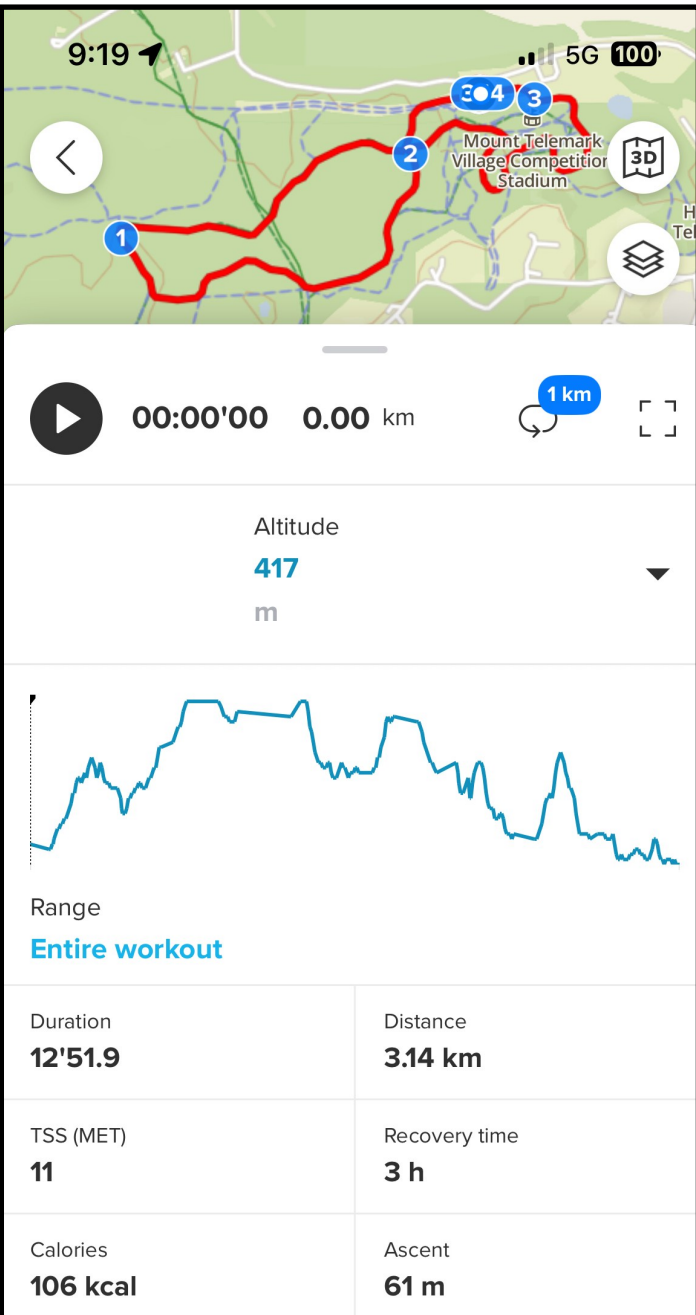 9:19 5G 100
3 4 3
2
Mount Telemark
Village Competition
Stadium
3D
1
H
Tel
1 km
00:00'00 0.00 km
Altitude
417
m
Range
Entire workout
Duration
12'51.9
Distance
3.14 km
TSS (MET)
11
Recovery time
3 h
Calories
106 kcal
Ascent
61 m